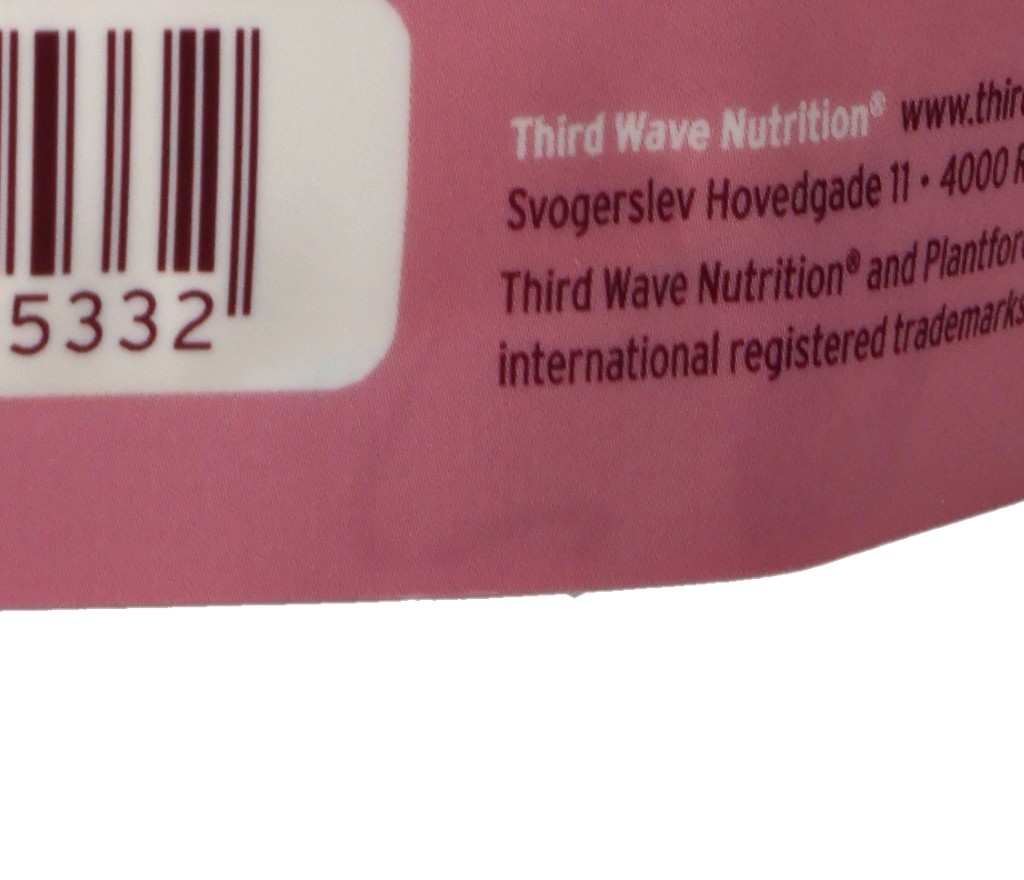 5332
Third Wave Nutrition® www.thir
Svogerslev Hovedgade 11 • 4000 R
Third Wave Nutrition® and Plantfor
international registered trademarks